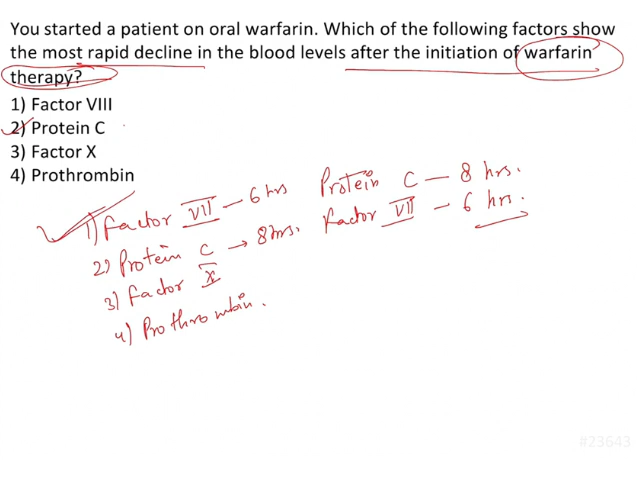 You started a patient on oral warfarin. Which of the following factors show
the most rapid decline in the blood levels after the initiation of warfarin
therapy?
1) Factor VIII
2) Protein C
3) Factor X
4) Prothrombin
1) Factor VII – 6 hrs
2) Protein C → 8 hrs.
3) Factor X
4) Prothrombin.
Protein C – 8 hrs.
Factor VII – 6 hrs.
#23643